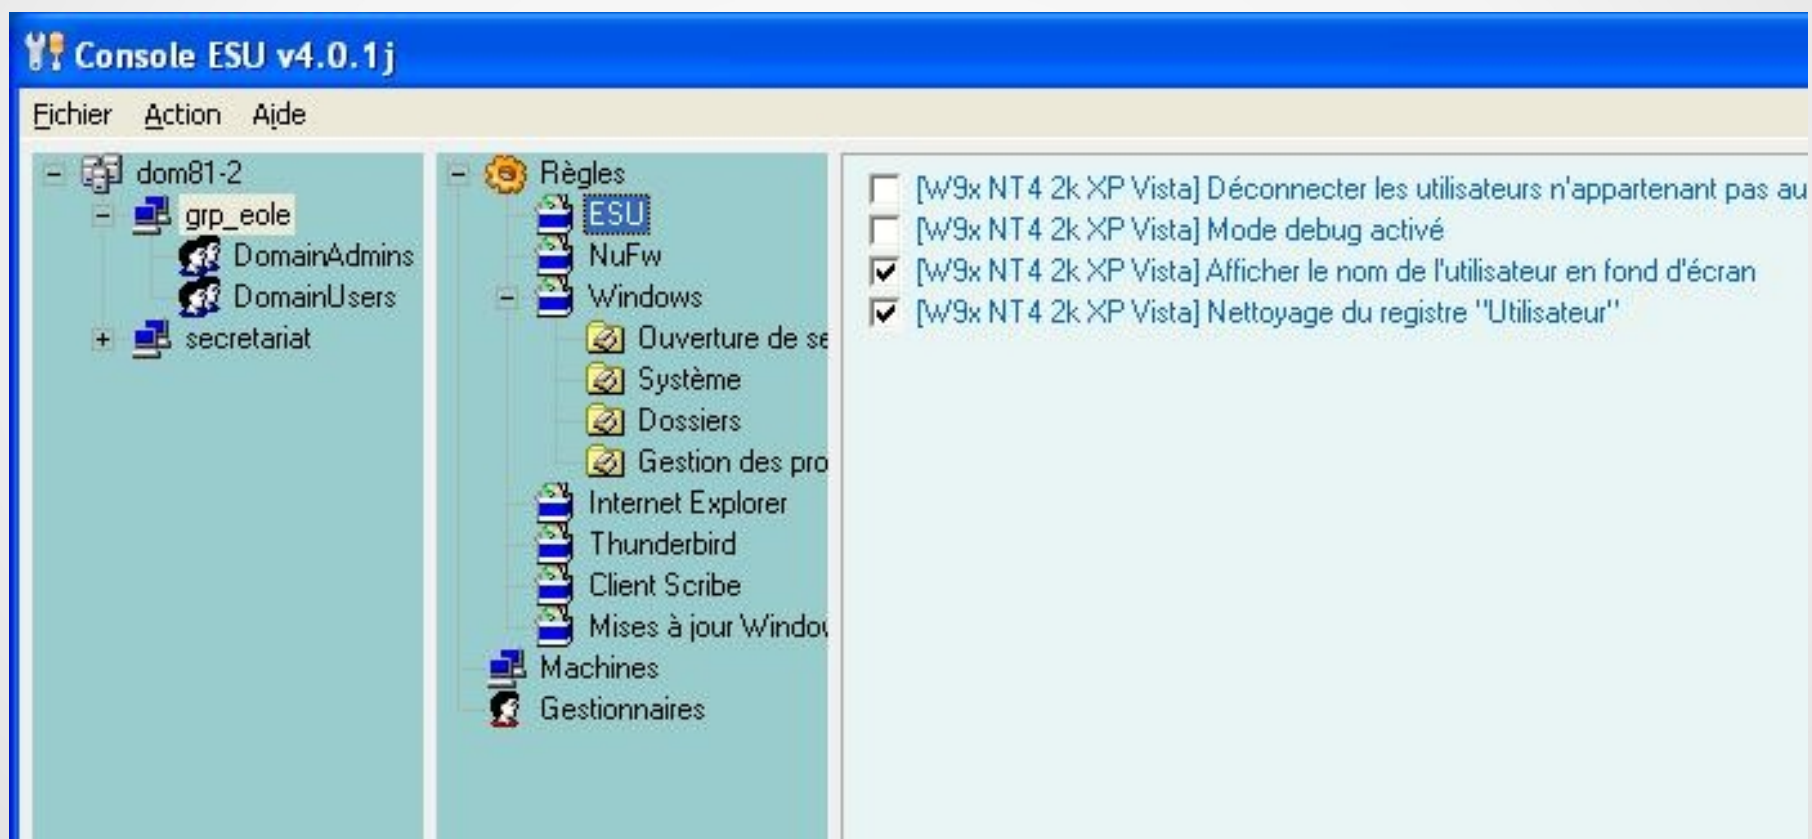 Console ESU v4.0.1j
Fichier Action Aide
dom81-2
grp_eole
DomainAdmins
DomainUsers
secretariat
Règles
ESU
NuFw
Windows
Ouverture de se
Système
Dossiers
Gestion des pro
Internet Explorer
Thunderbird
Client Scribe
Mises à jour Window
Machines
Gestionnaires
[W9x NT4 2k XP Vista] Déconnecter les utilisateurs n'appartenant pas au
[W9x NT4 2k XP Vista] Mode debug activé
[W9x NT4 2k XP Vista] Afficher le nom de l'utilisateur en fond d'écran
[W9x NT4 2k XP Vista] Nettoyage du registre "Utilisateur"